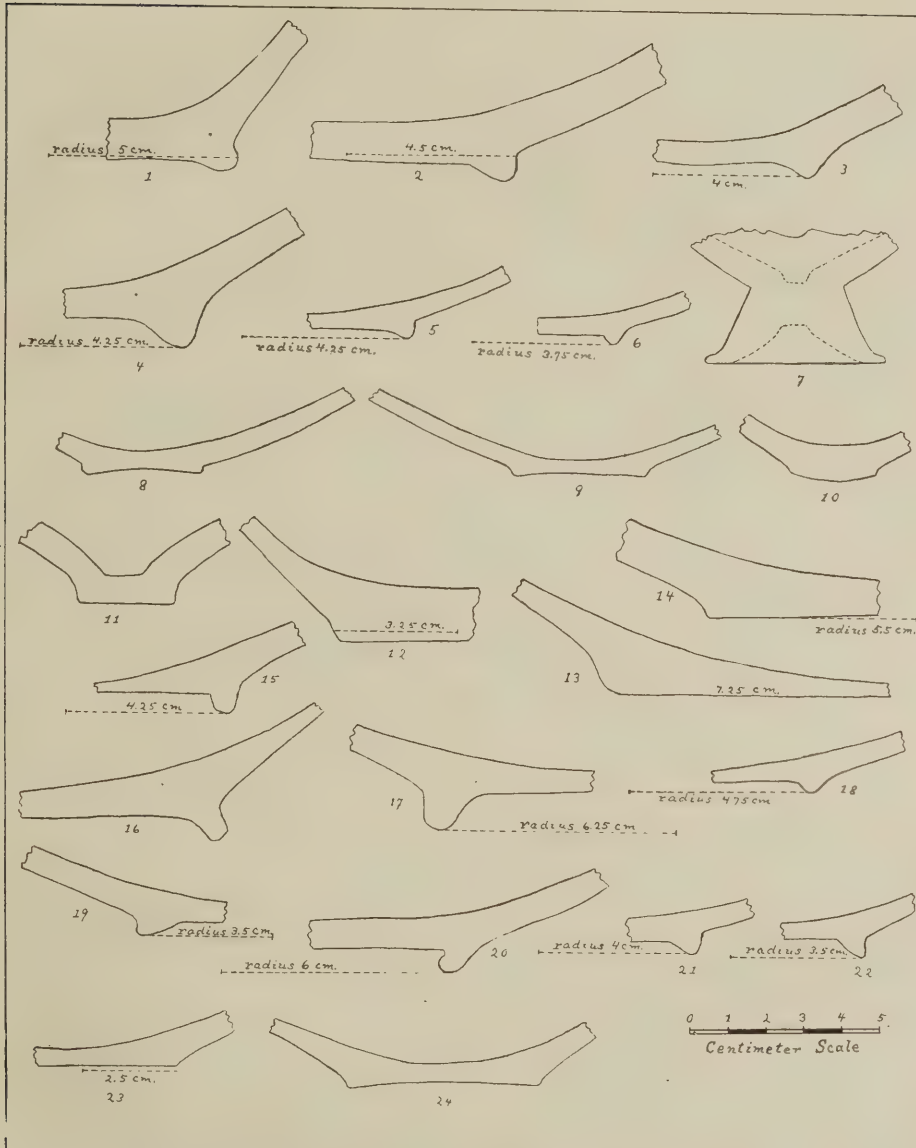 radius 5 cm.
1
4.5 cm.
2
4 cm.
3
radius 4.25 cm.
4
radius 4.25 cm.
5
radius 3.75 cm.
6
7
8
9
10
11
3.25 cm.
12
7.25 cm.
13
14
radius 5.5 cm.
4.25 cm
15
16
17
radius 6.25 cm
radius 4.75 cm
18
19
radius 3.5 cm.
radius 6 cm.
20
radius 4 cm.
21
radius 3.5 cm.
22
0 1 2 3 4 5
Centimeter Scale
2.5 cm.
23
24